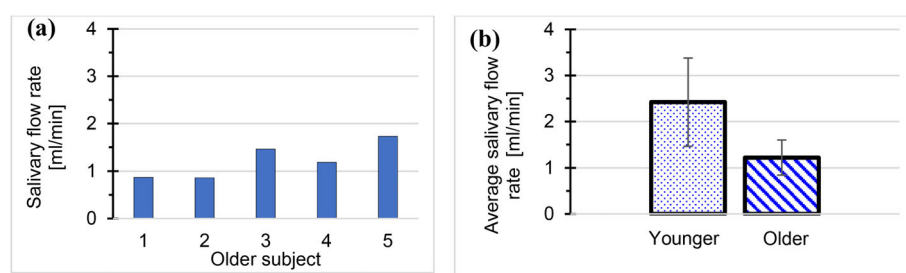 (a)
Salivary flow rate
[ml/min]
4
3
2
1
0
1 2 3 4 5
Older subject
(b)
Average salivary flow
rate [ml/min]
4
3
2
1
0
Younger Older